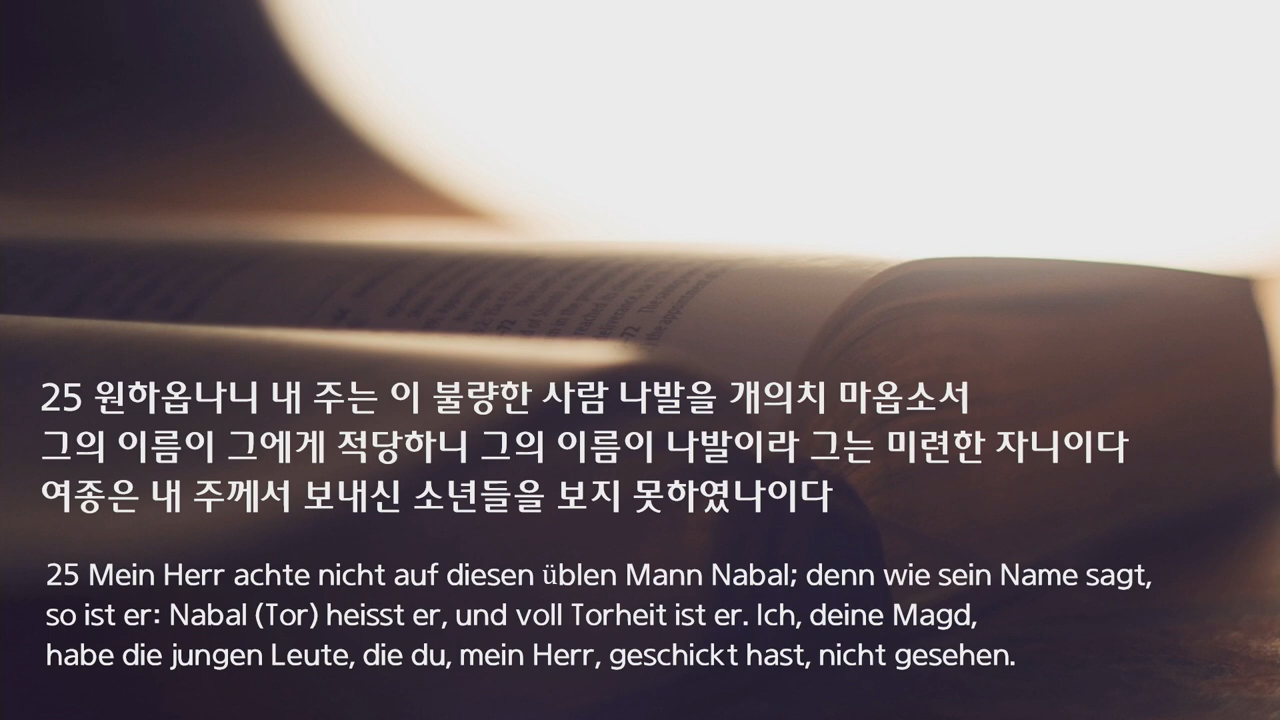 25 원하옵나니 내 주는 이 불량한 사람 나발을 개의치 마옵소서
그의 이름이 그에게 적당하니 그의 이름이 나발이라 그는 미련한 자니이다
여종은 내 주께서 보내신 소년들을 보지 못하였나이다
25 Mein Herr achte nicht auf diesen üblen Mann Nabal; denn wie sein Name sagt,
so ist er: Nabal (Tor) heisst er, und voll Torheit ist er. Ich, deine Magd,
habe die jungen Leute, die du, mein Herr, geschickt hast, nicht gesehen.